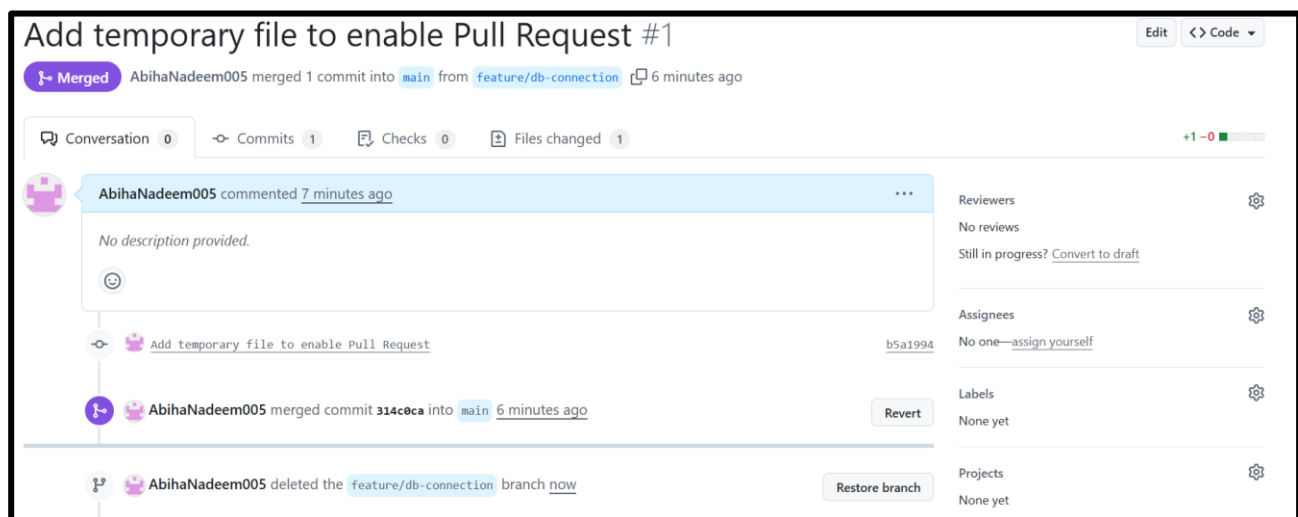 Add temporary file to enable Pull Request #1
Edit
<> Code
Merged
AbihaNadeem005 merged 1 commit into main from feature/db-connection 6 minutes ago
Conversation 0
Commits 1
Checks 0
Files changed 1
+1 −0
AbihaNadeem005 commented 7 minutes ago
...
No description provided.
Add temporary file to enable Pull Request
b5a1994
AbihaNadeem005 merged commit 314c0ca into main 6 minutes ago
Revert
AbihaNadeem005 deleted the feature/db-connection branch now
Restore branch
Reviewers
No reviews
Still in progress? Convert to draft
Assignees
No one—assign yourself
Labels
None yet
Projects
None yet